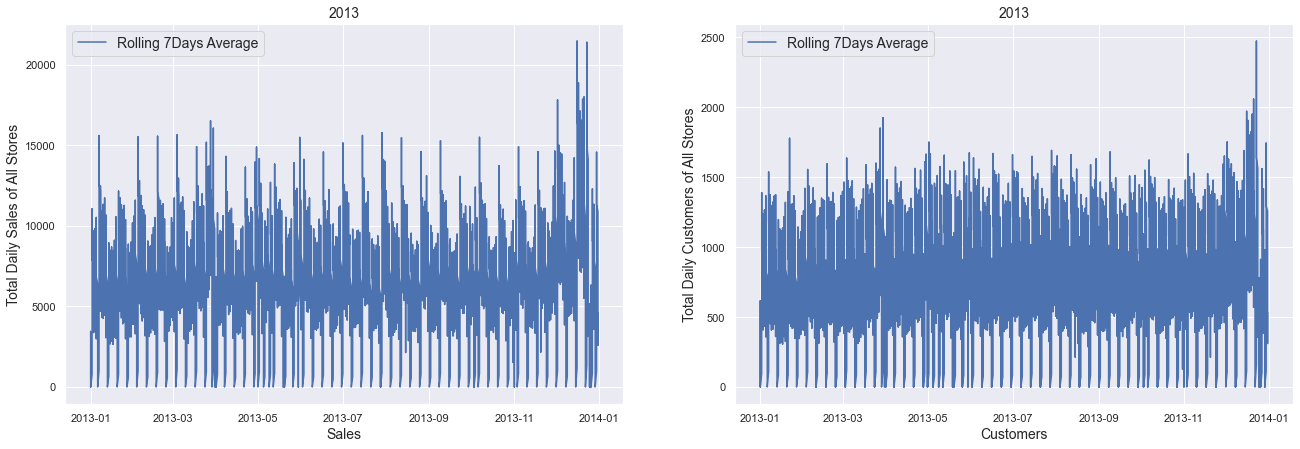 2013
Rolling 7Days Average
Total Daily Sales of All Stores
20000
15000
10000
5000
0
2013-01 2013-03 2013-05 2013-07 2013-09 2013-11 2014-01
Sales
2013
Rolling 7Days Average
Total Daily Customers of All Stores
2500
2000
1500
1000
500
0
2013-01 2013-03 2013-05 2013-07 2013-09 2013-11 2014-01
Customers